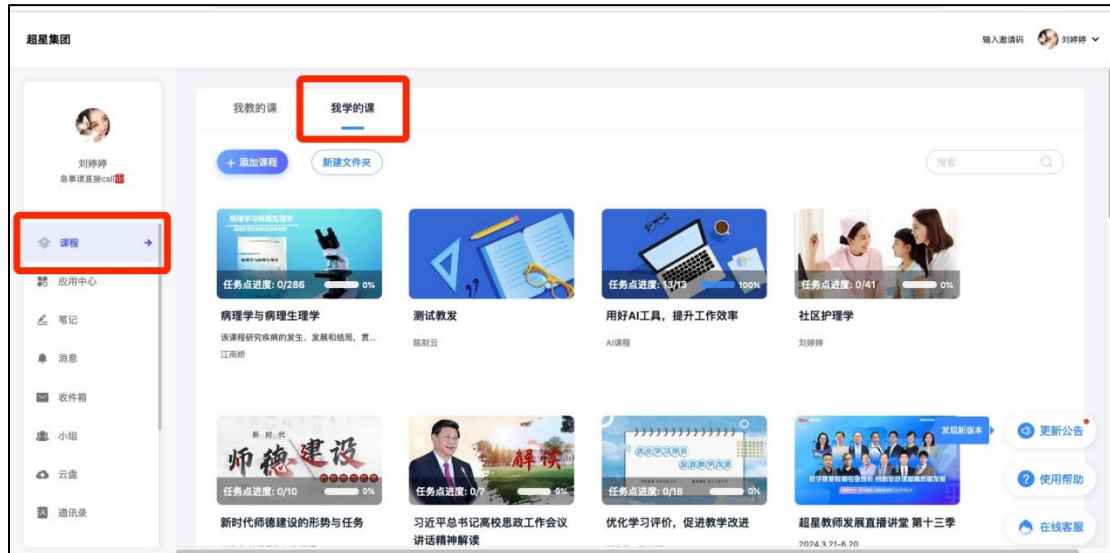 超星集团
输入邀请码
刘婷婷
刘婷婷
急事请直接call
课程
应用中心
笔记
消息
收件箱
小组
云盘
通讯录
我教的课
我学的课
+ 添加课程
新建文件夹
搜索
病理学与病理生理学
任务点进度: 0/286
0%
病理学与病理生理学
该课程研究疾病的发生、发展和结局，贯...
江南娇
测试教发
陈财云
任务点进度: 13/13
100%
用好AI工具，提升工作效率
AI课程
任务点进度: 0/41
0%
社区护理学
刘婷婷
新时代
师德建设
任务点进度: 0/10
0%
新时代师德建设的形势与任务
解读
任务点进度: 0/7
0%
习近平总书记高校思政工作会议
讲话精神解读
优化学习评价
促进教学改进
任务点进度: 0/18
0%
优化学习评价，促进教学改进
超星教师发展直播讲堂 第十三季
2024.3.21-6.20
发现新版本
更新公告
使用帮助
在线客服